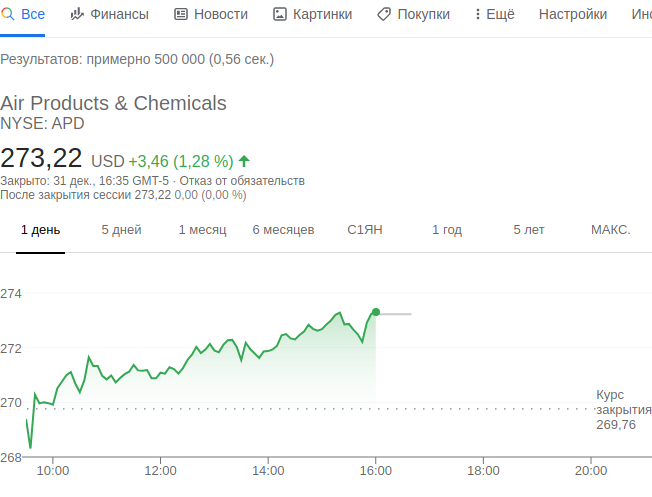 Все Финансы Новости Картинки Покупки Ещё Настройки Инс
Результатов: примерно 500 000 (0,56 сек.)
Air Products & Chemicals
NYSE: APD
273,22 USD +3,46 (1,28 %)
Закрыто: 31 дек., 16:35 GMT-5 · Отказ от обязательств
После закрытия сессии 273,22 0,00 (0,00 %)
1 день 5 дней 1 месяц 6 месяцев С1ЯН 1 год 5 лет МАКС.
274
272
270
Курс
закрытия
269,76
268
10:00 12:00 14:00 16:00 18:00 20:00